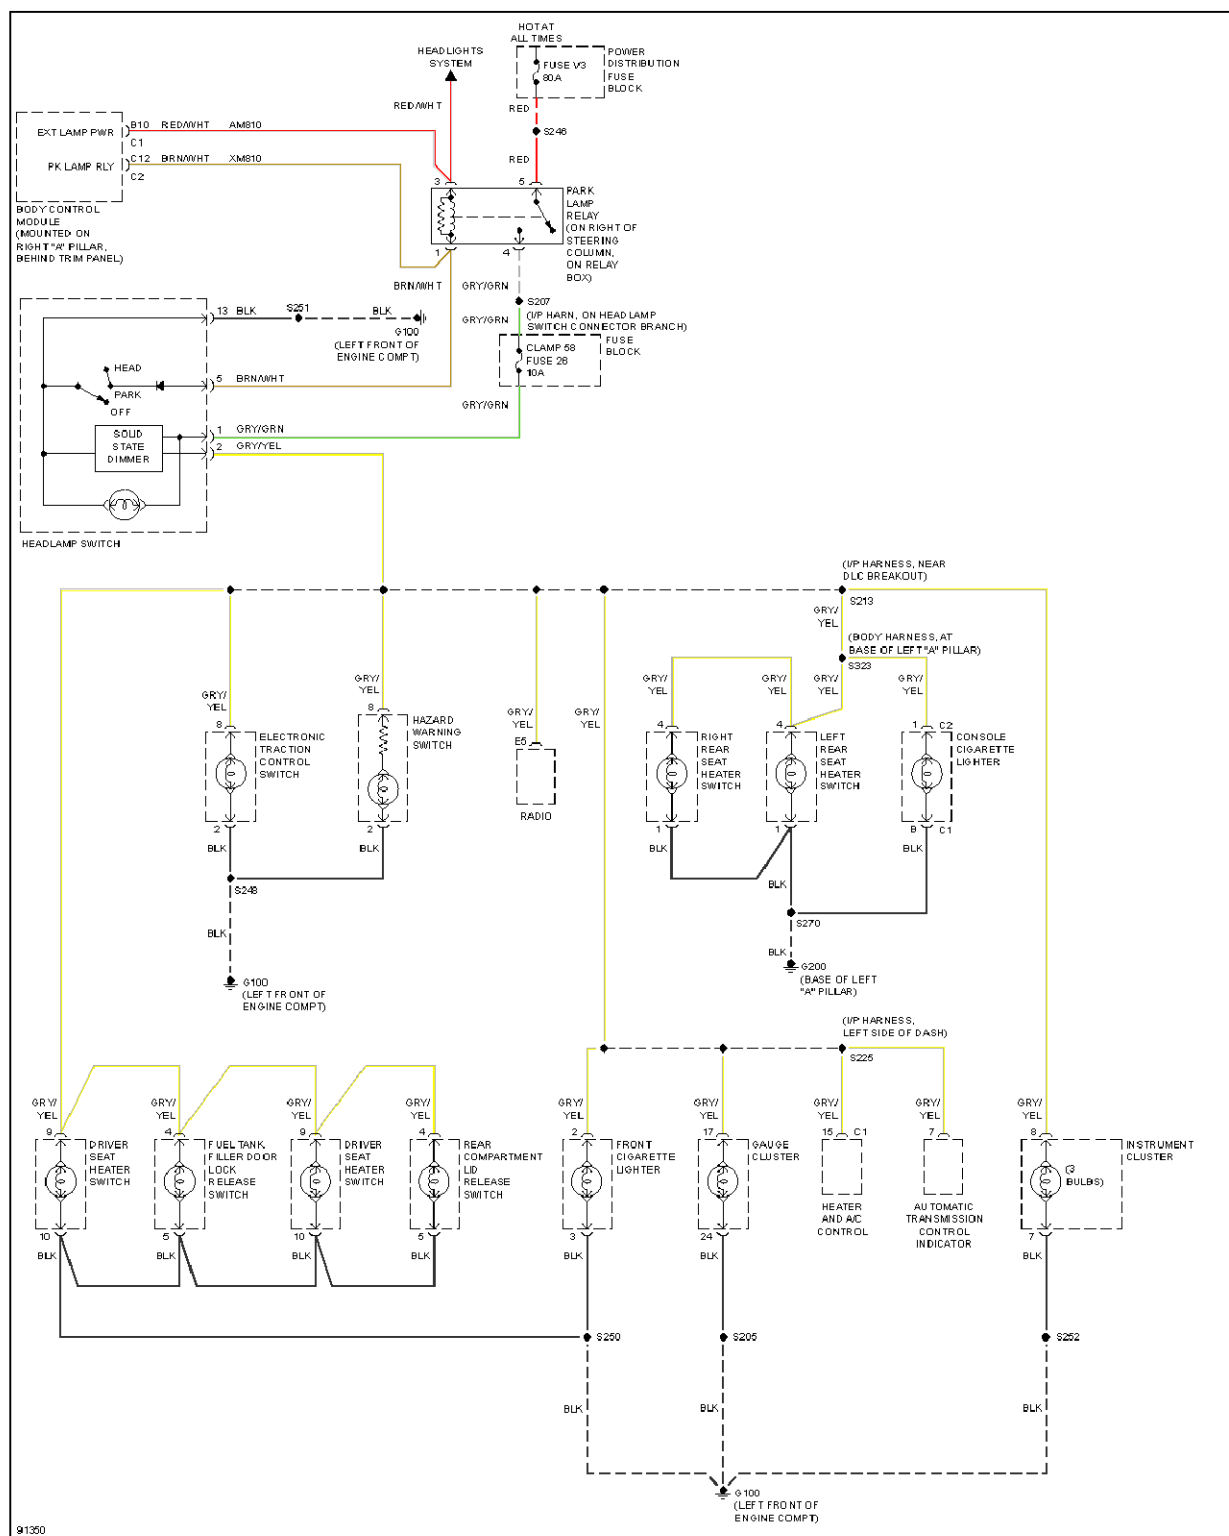 HOT AT
ALL TIMES
HEADLIGHTS
SYSTEM
FUSE V3
80A
POWER
DISTRIBUTION
FUSE
BLOCK
RED/WHT
RED
S246
RED
EXT LAMP PWR
B10 RED/WHT AM810
C1
PK LAMP RLY
C12 BRN/WHT XM810
C2
BODY CONTROL
MODULE
(MOUNTED ON
RIGHT "A" PILLAR,
BEHIND TRIM PANEL)
3
5
1
4
PARK
LAMP
RELAY
(ON RIGHT OF
STEERING
COLUMN,
ON RELAY
BOX)
BRN/WHT
GRY/GRN
S207
(I/P HARN, ON HEADLAMP
SWITCH CONNECTOR BRANCH)
GRY/GRN
CLAMP 58
FUSE 26
10A
FUSE
BLOCK
GRY/GRN
13 BLK
S251
BLK
G100
(LEFT FRONT OF
ENGINE COMPT)
HEAD
PARK
OFF
5 BRN/WHT
SOLID
STATE
DIMMER
1 GRY/GRN
2 GRY/YEL
HEADLAMP SWITCH
(I/P HARNESS, NEAR
DLC BREAKOUT)
S213
GRY/
YEL
(BODY HARNESS, AT
BASE OF LEFT "A" PILLAR)
S323
GRY/
YEL
8
ELECTRONIC
TRACTION
CONTROL
SWITCH
2
BLK
GRY/
YEL
8
HAZARD
WARNING
SWITCH
2
BLK
S248
BLK
G100
(LEFT FRONT OF
ENGINE COMPT)
GRY/
YEL
E5
RADIO
GRY/
YEL
GRY/
YEL
4
RIGHT
REAR
SEAT
HEATER
SWITCH
1
BLK
GRY/
YEL
GRY/
YEL
4
LEFT
REAR
SEAT
HEATER
SWITCH
1
BLK
GRY/
YEL
1 C2
CONSOLE
CIGARETTE
LIGHTER
B C1
BLK
S270
BLK
G200
(BASE OF LEFT
"A" PILLAR)
(I/P HARNESS,
LEFT SIDE OF DASH)
S225
GRY/
YEL
9
DRIVER
SEAT
HEATER
SWITCH
10
BLK
GRY/
YEL
4
FUEL TANK
FILLER DOOR
LOCK
RELEASE
SWITCH
5
BLK
GRY/
YEL
9
DRIVER
SEAT
HEATER
SWITCH
10
BLK
GRY/
YEL
4
REAR
COMPARTMENT
LID
RELEASE
SWITCH
5
BLK
GRY/
YEL
2
FRONT
CIGARETTE
LIGHTER
3
BLK
GRY/
YEL
17
GAUGE
CLUSTER
24
BLK
GRY/
YEL
15 C1
HEATER
AND A/C
CONTROL
GRY/
YEL
7
AUTOMATIC
TRANSMISSION
CONTROL
INDICATOR
GRY/
YEL
8
INSTRUMENT
CLUSTER
(3
BULBS)
7
BLK
S250
S205
S252
BLK
BLK
BLK
G100
(LEFT FRONT OF
ENGINE COMPT)
91350